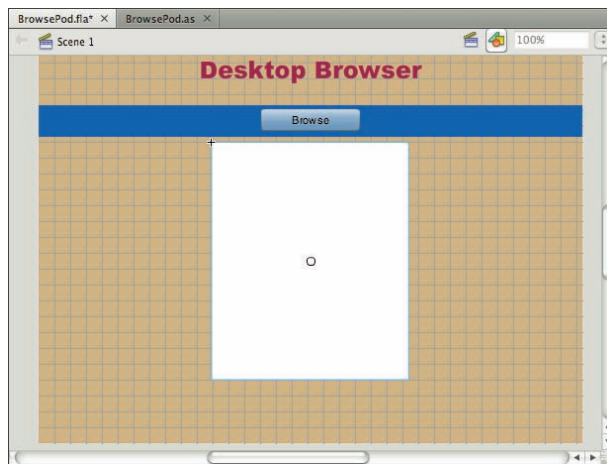 BrowsePod.fla* × BrowsePod.as ×
Scene 1 100%
Desktop Browser
Browse